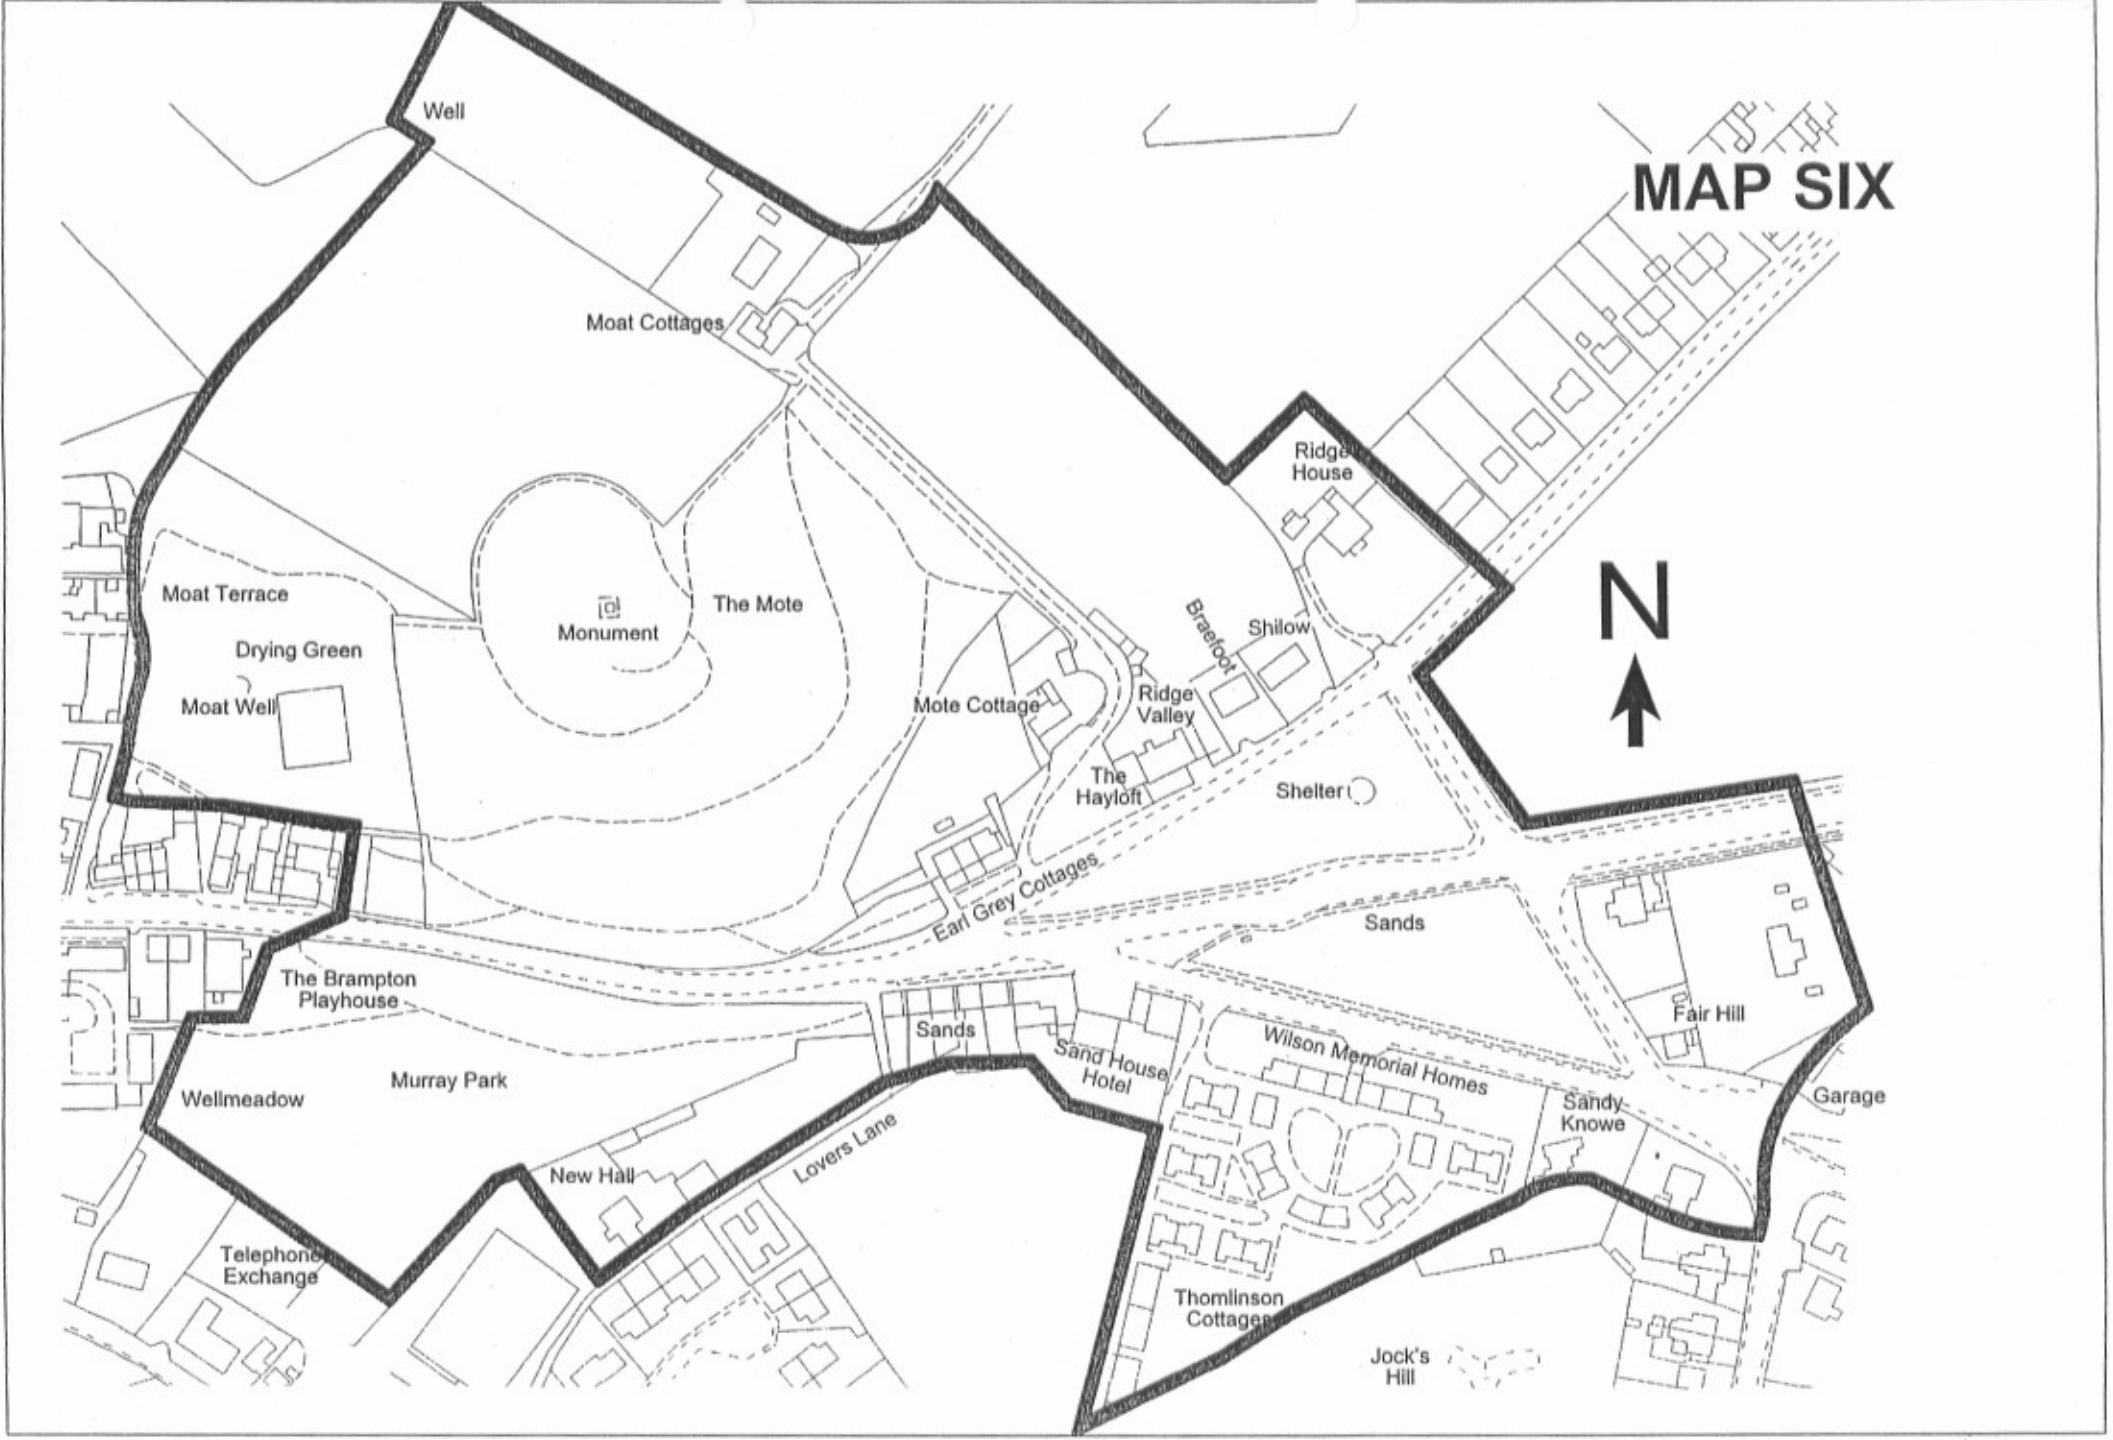 Well
MAP SIX
Moat Cottages
Ridge
House
N
Moat Terrace
Monument
The Mote
Braefoot
Shilow
Drying Green
Moat Well
Mote Cottage
Ridge
Valley
The
Hayloft
Shelter
Earl Grey Cottages
Sands
The Brampton
Playhouse
Sands
Fair Hill
Wilson Memorial Homes
Sand House
Hotel
Murray Park
Wellmeadow
Sandy
Knowe
Garage
Lovers Lane
New Hall
Telephone
Exchange
Thomlinson
Cottages
Jock's
Hill